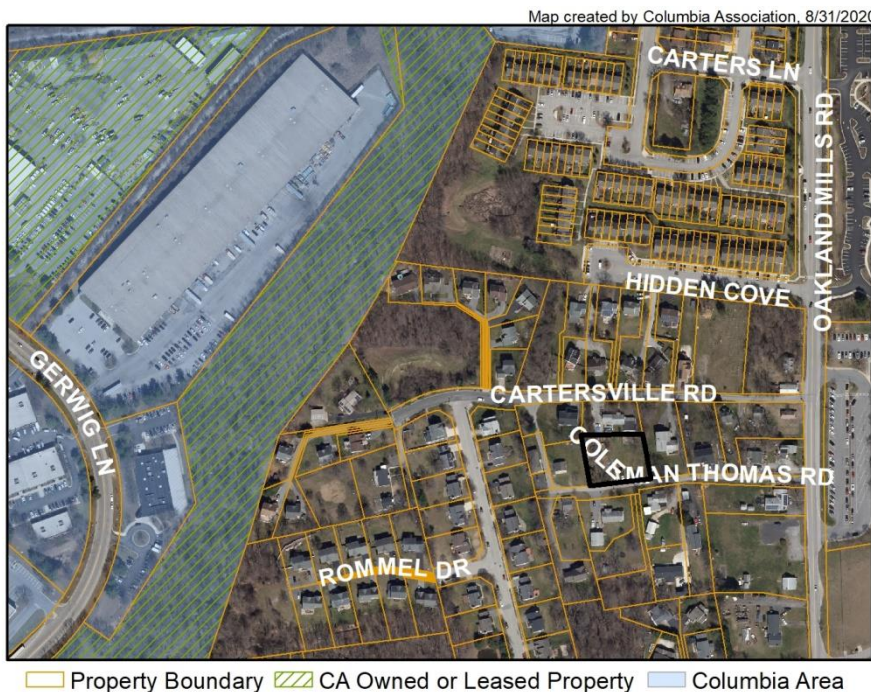 Map created by Columbia Association, 8/31/2020
CARTERS LN
OAKLAND MILLS RD
HIDDEN COVE
GERWIG LN
CARTERSVILLE RD
COLEMAN THOMAS RD
ROMMEL DR
Property Boundary CA Owned or Leased Property Columbia Area